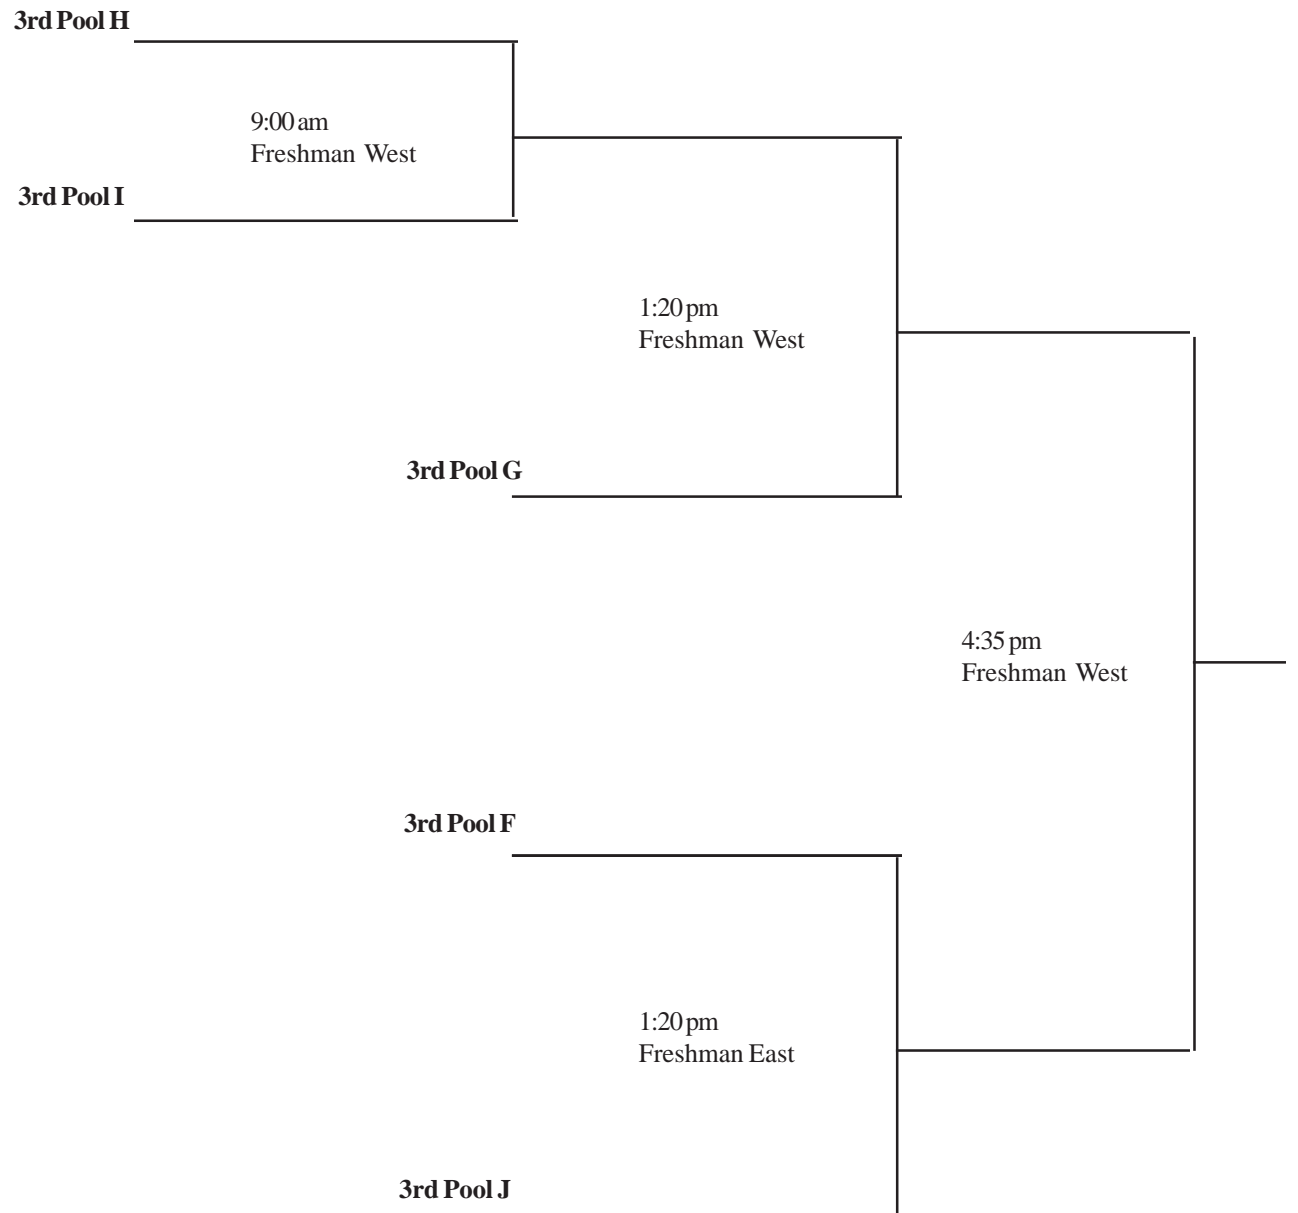 3rd Pool H
9:00 am
Freshman West
3rd Pool I
1:20 pm
Freshman West
3rd Pool G
4:35 pm
Freshman West
3rd Pool F
1:20 pm
Freshman East
3rd Pool J